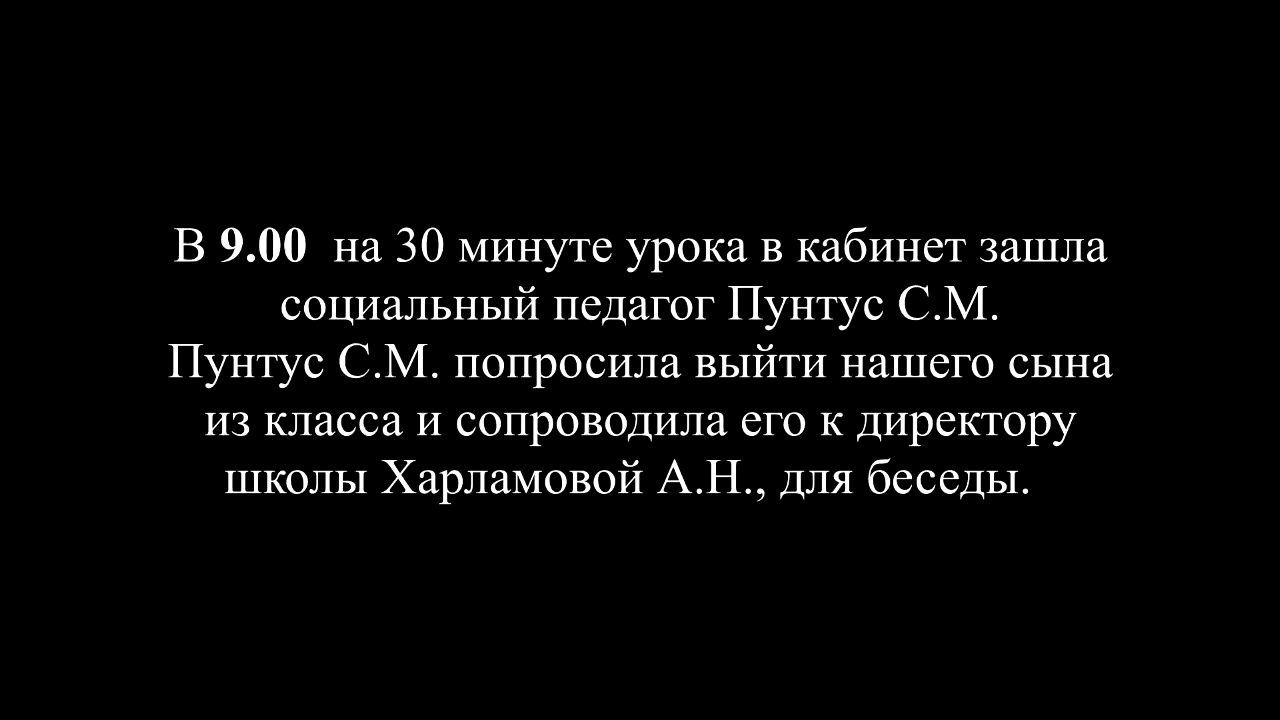 В 9.00  на 30 минуте урока в кабинет зашла
социальный педагог Пунтус С.М.
Пунтус С.М. попросила выйти нашего сына
из класса и сопроводила его к директору
школы Харламовой А.Н., для беседы.